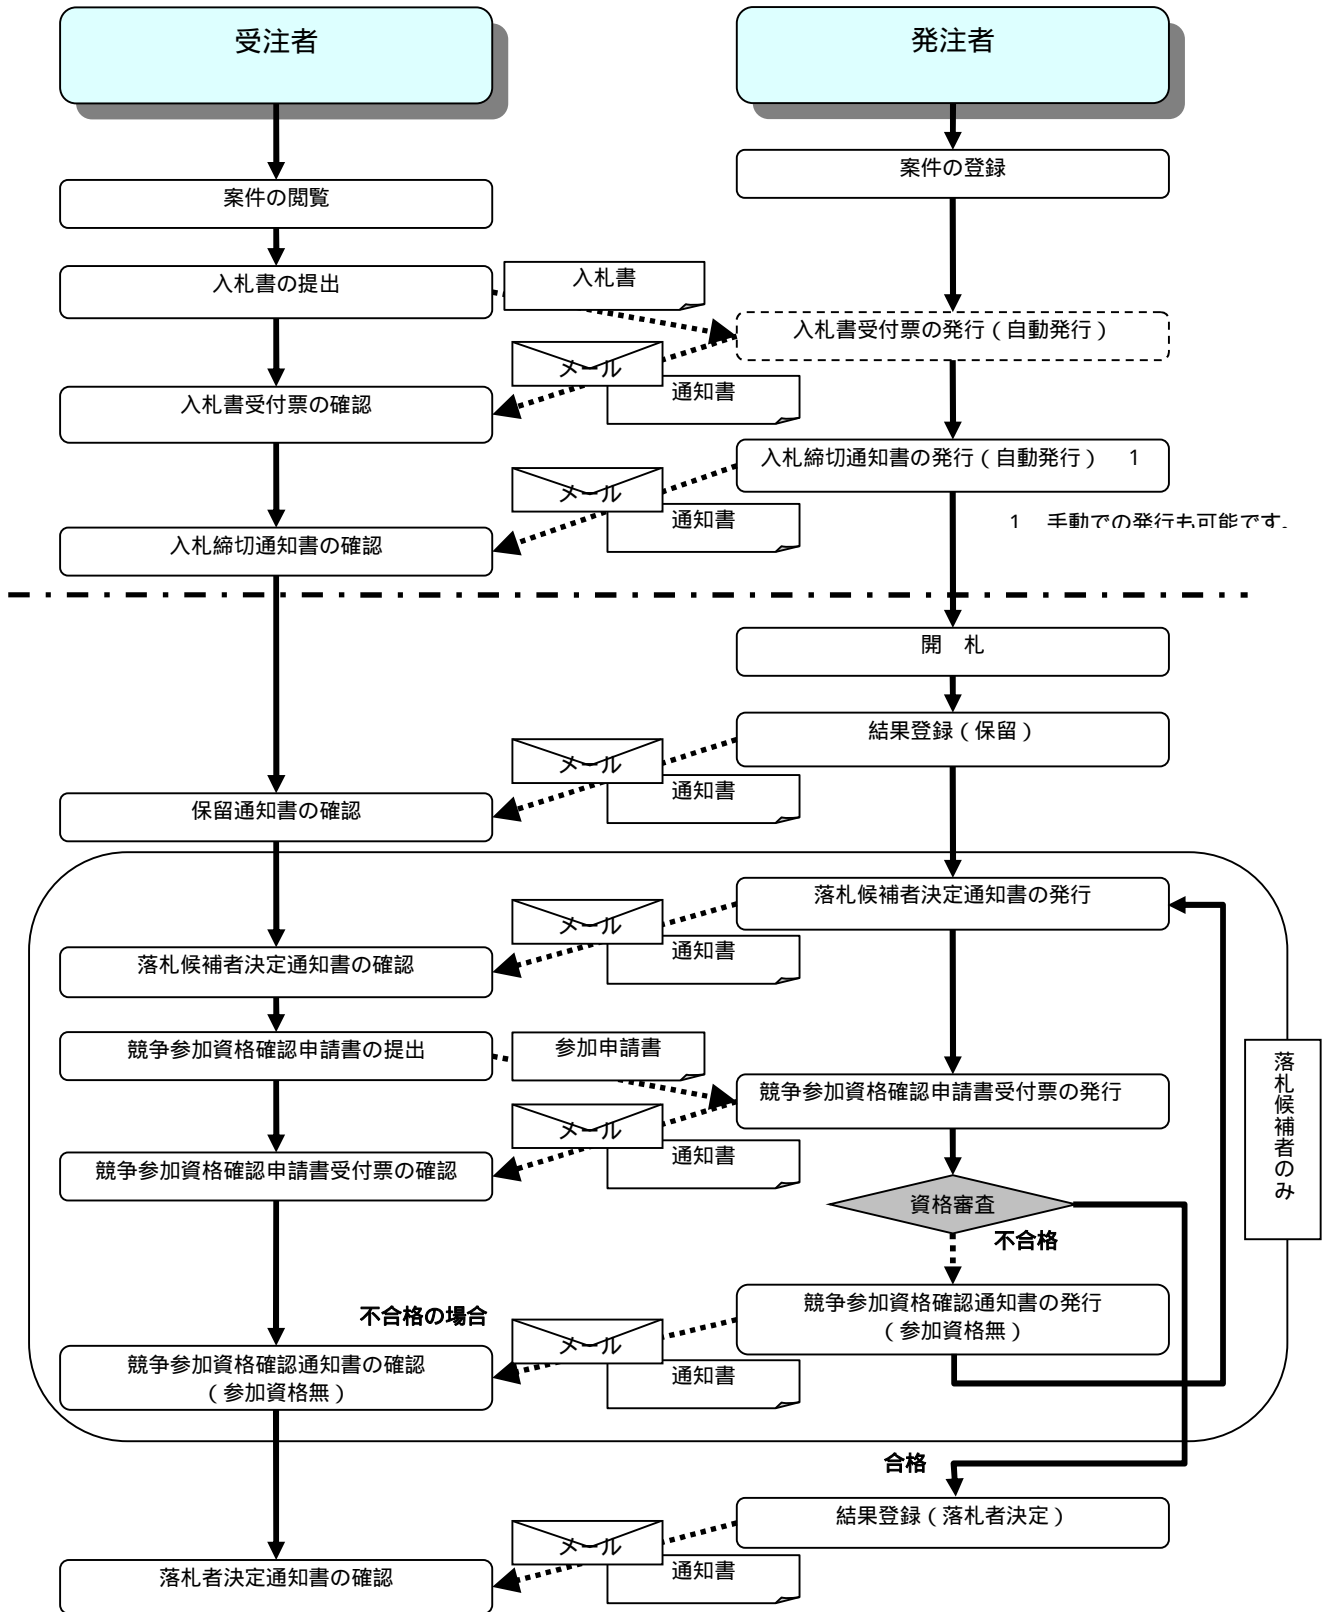 受注者
発注者
案件の登録
案件の閲覧
入札書の提出
入札書
入札書受付票の発行(自動発行)
メール
通知書
入札書受付票の確認
入札締切通知書の発行(自動発行) 1
メール
通知書
1 手動での発行も可能です。
入札締切通知書の確認
開 札
結果登録(保留)
メール
通知書
保留通知書の確認
落札候補者決定通知書の発行
メール
通知書
落札候補者決定通知書の確認
競争参加資格確認申請書の提出
参加申請書
落札候補者のみ
競争参加資格確認申請書受付票の発行
メール
通知書
競争参加資格確認申請書受付票の確認
資格審査
不合格
競争参加資格確認通知書の発行
(参加資格無)
不合格の場合
メール
通知書
競争参加資格確認通知書の確認
(参加資格無)
合格
結果登録(落札者決定)
メール
通知書
落札者決定通知書の確認